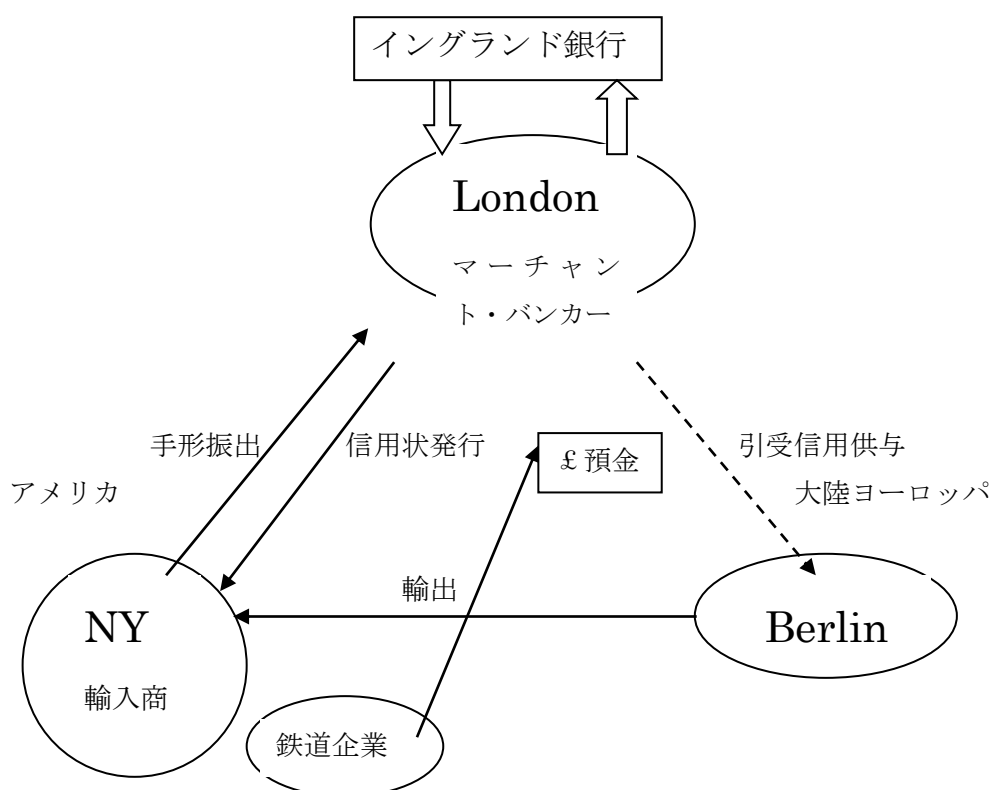 イングランド銀行
London
マーチャン
ト・バンカー
手形振出
信用状発行
£預金
引受信用供与
アメリカ
大陸ヨーロッパ
輸出
NY
輸入商
Berlin
鉄道企業